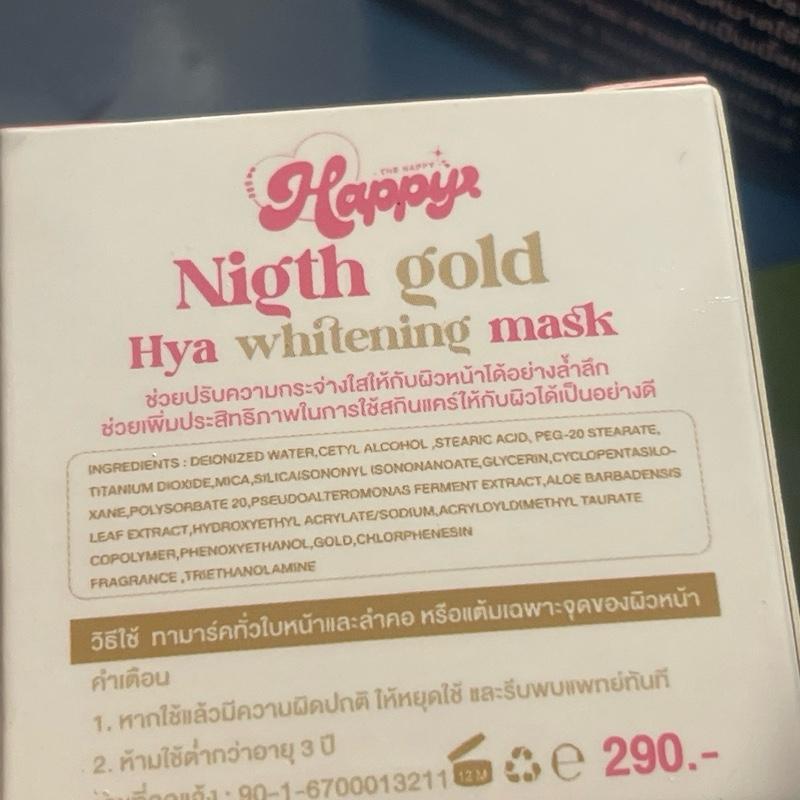 THE HAPPY
Happy
Nigth gold
Hya whitening mask
ช่วยปรับความกระจ่างใสให้กับผิวหน้าได้อย่างล้ำลึก
ช่วยเพิ่มประสิทธิภาพในการใช้สกินแคร์ให้กับผิวได้เป็นอย่างดี
INGREDIENTS : DEIONIZED WATER,CETYL ALCOHOL ,STEARIC ACID, PEG-20 STEARATE,
TITANIUM DIOXIDE,MICA,SILICAISONONYL ISONONANOATE,GLYCERIN,CYCLOPENTASILO-
XANE,POLYSORBATE 20,PSEUDOALTEROMONAS FERMENT EXTRACT,ALOE BARBADENSIS
LEAF EXTRACT,HYDROXYETHYL ACRYLATE/SODIUM,ACRYLOYLDIMETHYL TAURATE
COPOLYMER,PHENOXYETHANOL,GOLD,CHLORPHENESIN
FRAGRANCE ,TRIETHANOLAMINE
วิธีใช้ ทามาร์คทั่วใบหน้าและลำคอ หรือแต้มเฉพาะจุดของผิวหน้า
คำเตือน
1. หากใช้แล้วมีความผิดปกติ ให้หยุดใช้ และรีบพบแพทย์ทันที
2. ห้ามใช้ต่ำกว่าอายุ 3 ปี
: 90-1-6700013211 12 M e 290.-